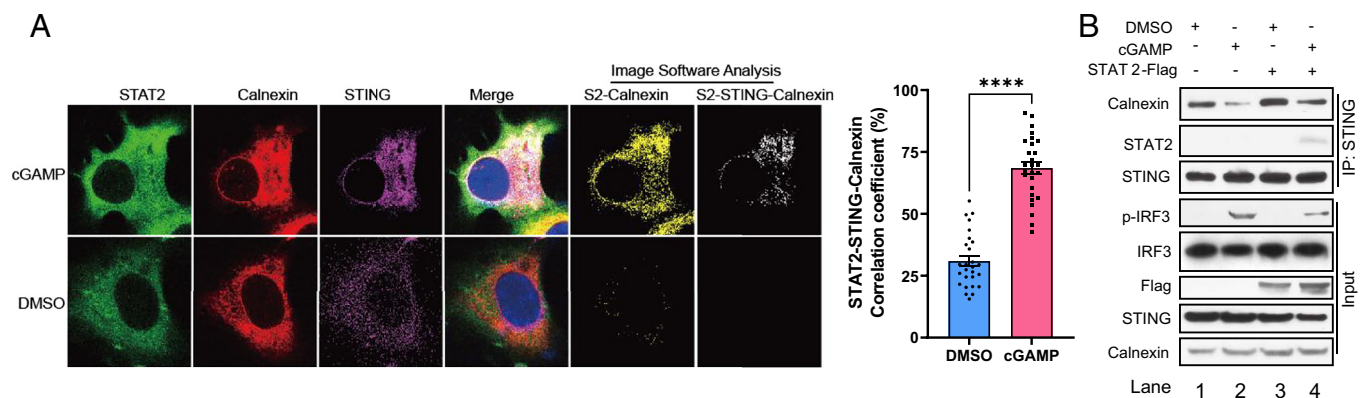 A
Image Software Analysis
STAT2 Calnexin STING Merge S2-Calnexin S2-STING-Calnexin
cGAMP
DMSO
STAT2-STING-Calnexin
Correlation coefficient (%)
100
75
50
25
0
****
DMSO cGAMP
B
DMSO + - + -
cGAMP - + - +
STAT 2-Flag - - + +
Calnexin
STAT2
STING
IP: STING
p-IRF3
IRF3
Flag
STING
Calnexin
Input
Lane 1 2 3 4